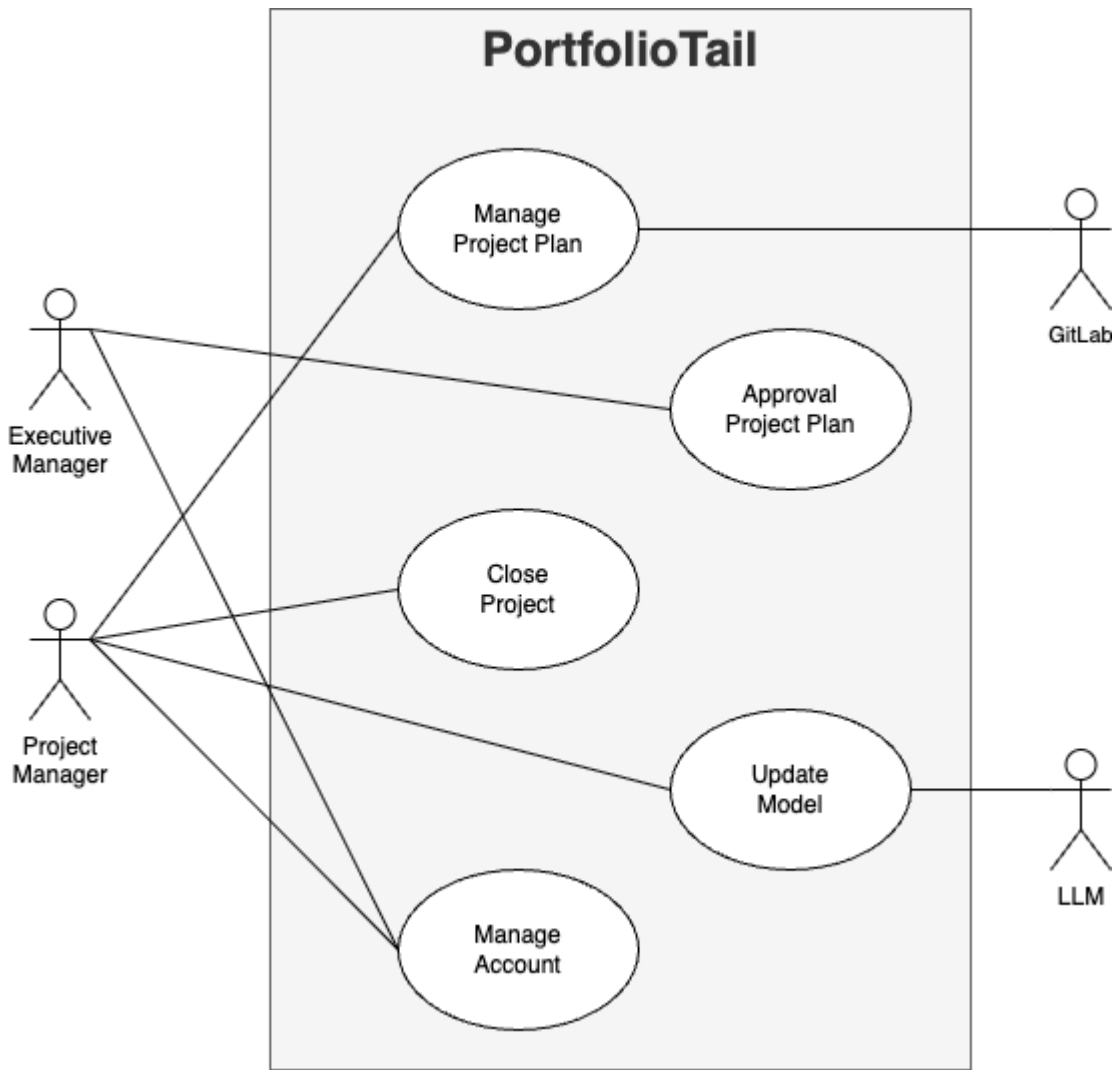 PortfolioTail
Manage
Project Plan
GitLab
Approval
Project Plan
Executive
Manager
Close
Project
Project
Manager
Update
Model
LLM
Manage
Account